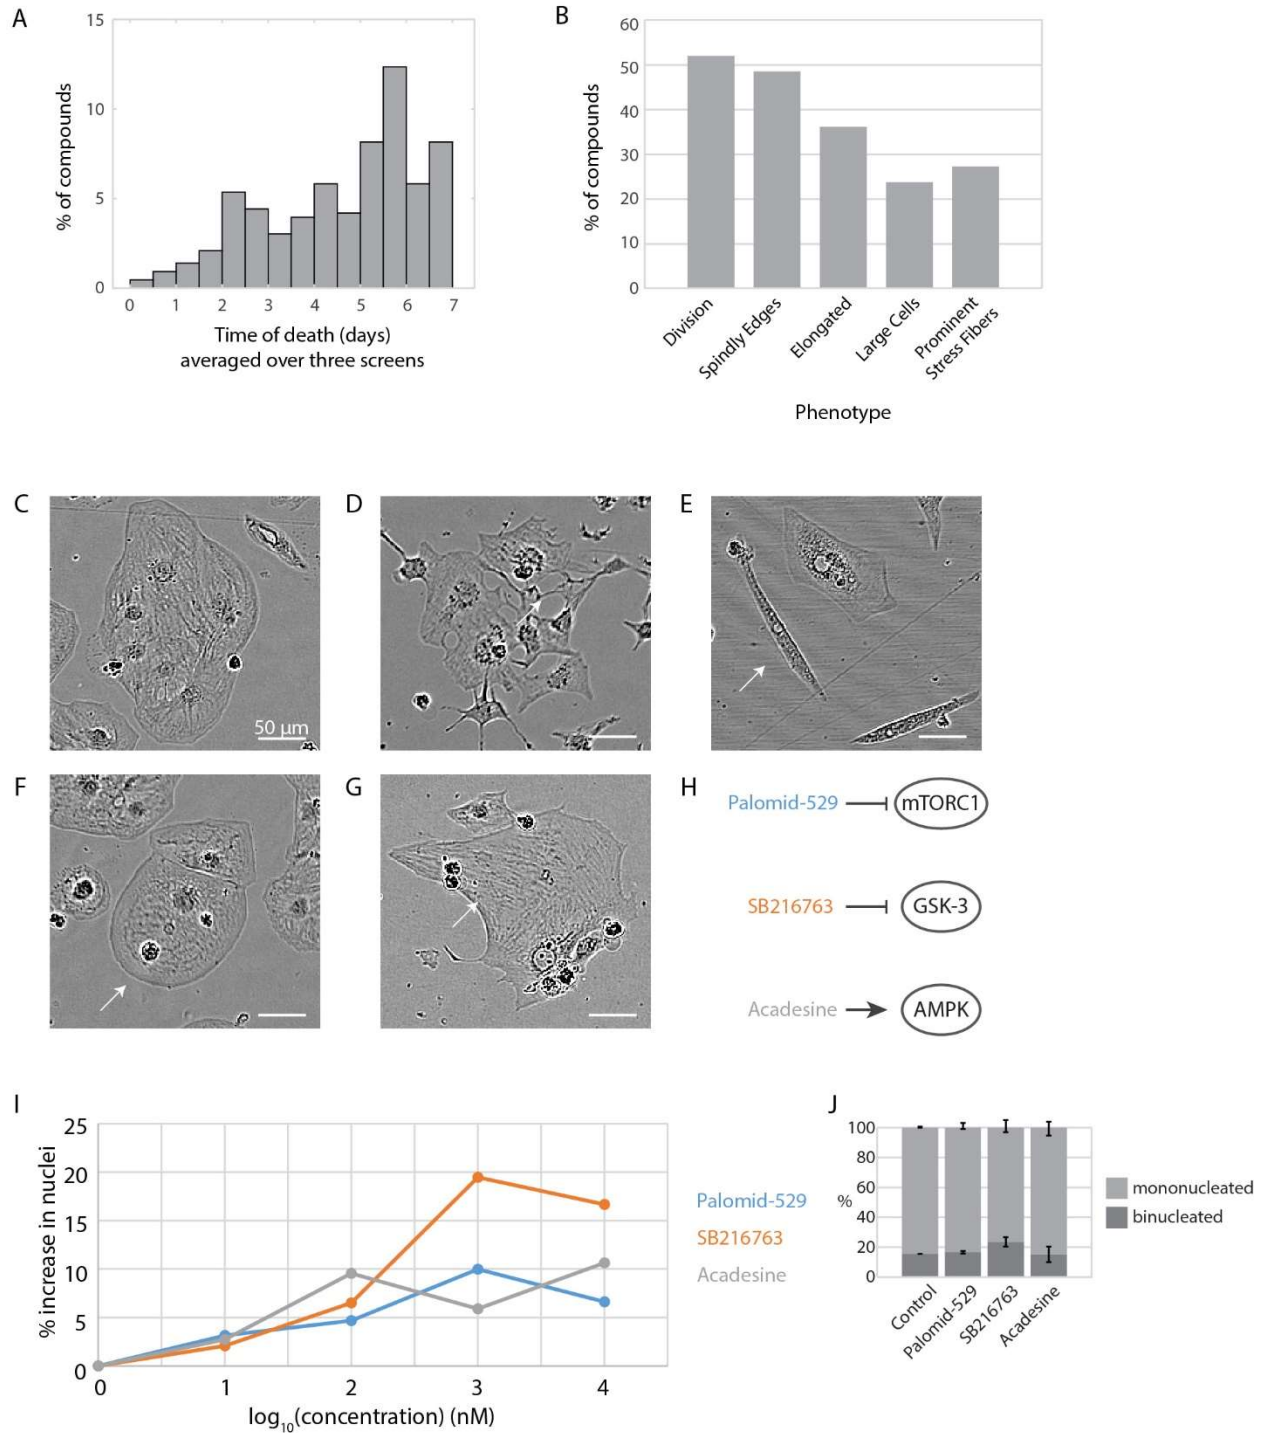 A
15
10
5
0
% of compounds
0 1 2 3 4 5 6 7
Time of death (days)
averaged over three screens
B
60
50
40
30
20
10
0
% of compounds
Division
Spindly Edges
Elongated
Large Cells
Prominent
Stress Fibers
Phenotype
C
50 µm
D
E
F
G
H
Palomid-529
mTORC1
SB216763
GSK-3
Acadesine
AMPK
I
25
20
15
10
5
0
% increase in nuclei
0 1 2 3 4
log10(concentration) (nM)
Palomid-529
SB216763
Acadesine
J
100
80
60
40
20
0
%
Control
Palomid-529
SB216763
Acadesine
mononucleated
binucleated